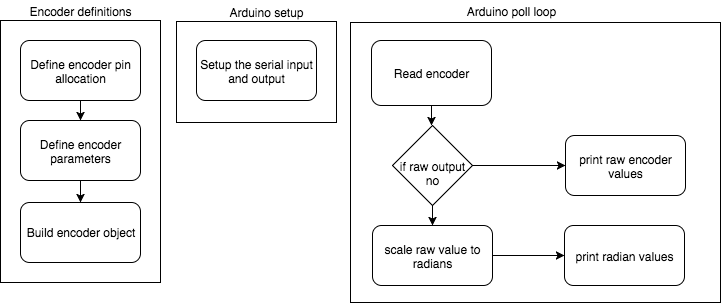 Encoder definitions
Define encoder pin
allocation
Define encoder
parameters
Build encoder object
Arduino setup
Setup the serial input
and output
Arduino poll loop
Read encoder
if raw output
no
print raw encoder
values
scale raw value to
radians
print radian values